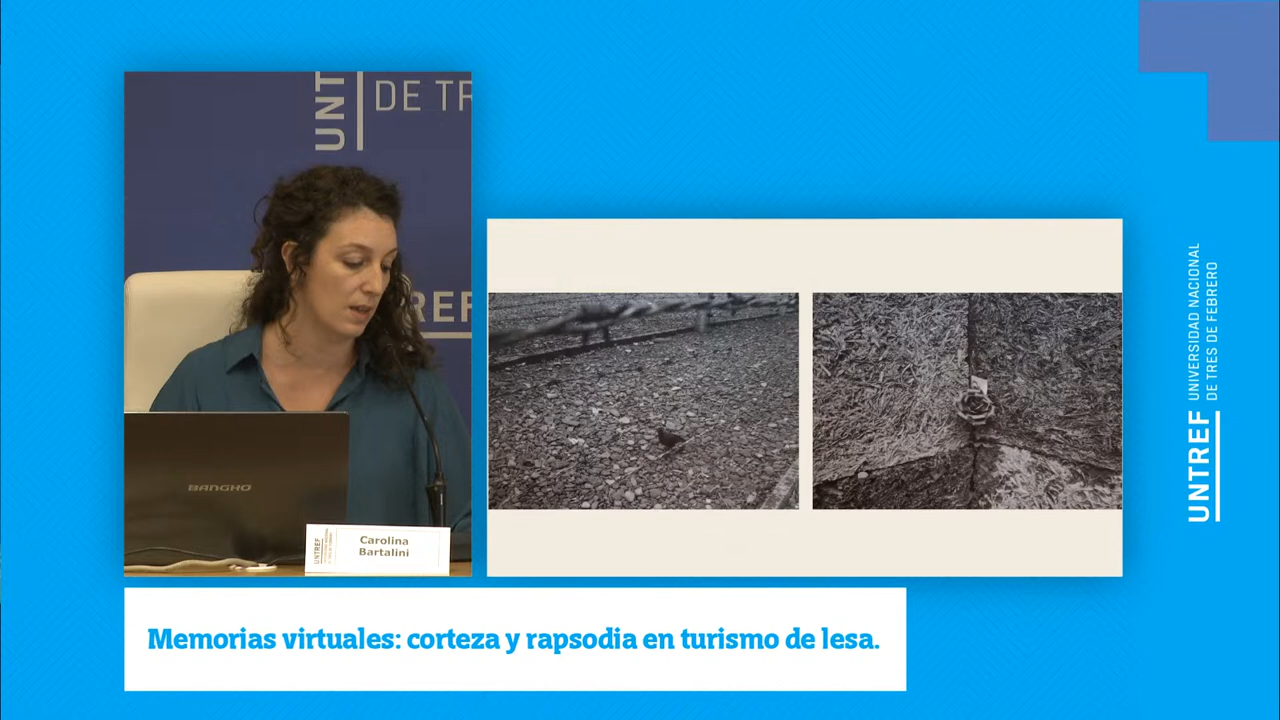 UNT
DE TR
REF
BANGHO
UNTREF
Carolina
Bartalini
Memorias virtuales: corteza y rapsodia en turismo de lesa.
UNTREF
UNIVERSIDAD NACIONAL
DE TRES DE FEBRERO